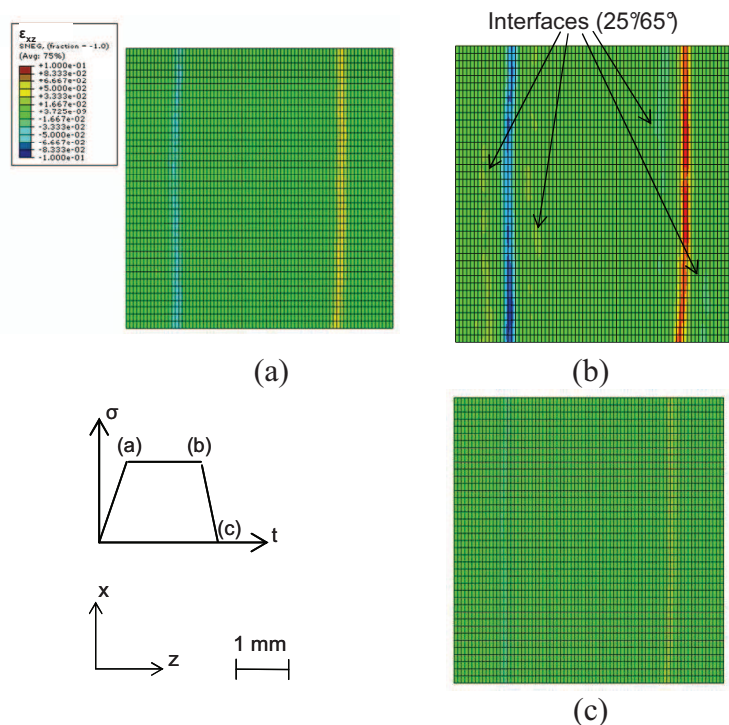 Interfaces (25°/65°)
ε_xz
SNEG, (fraction = -1.0)
(Avg: 75%)
+1.000e-01
+8.333e-02
+6.667e-02
+5.000e-02
+3.333e-02
+1.667e-02
+3.725e-09
-1.667e-02
-3.333e-02
-5.000e-02
-6.667e-02
-8.333e-02
-1.000e-01
(a)
(b)
σ
(a)
(b)
(c)
t
x
z
1 mm
(c)